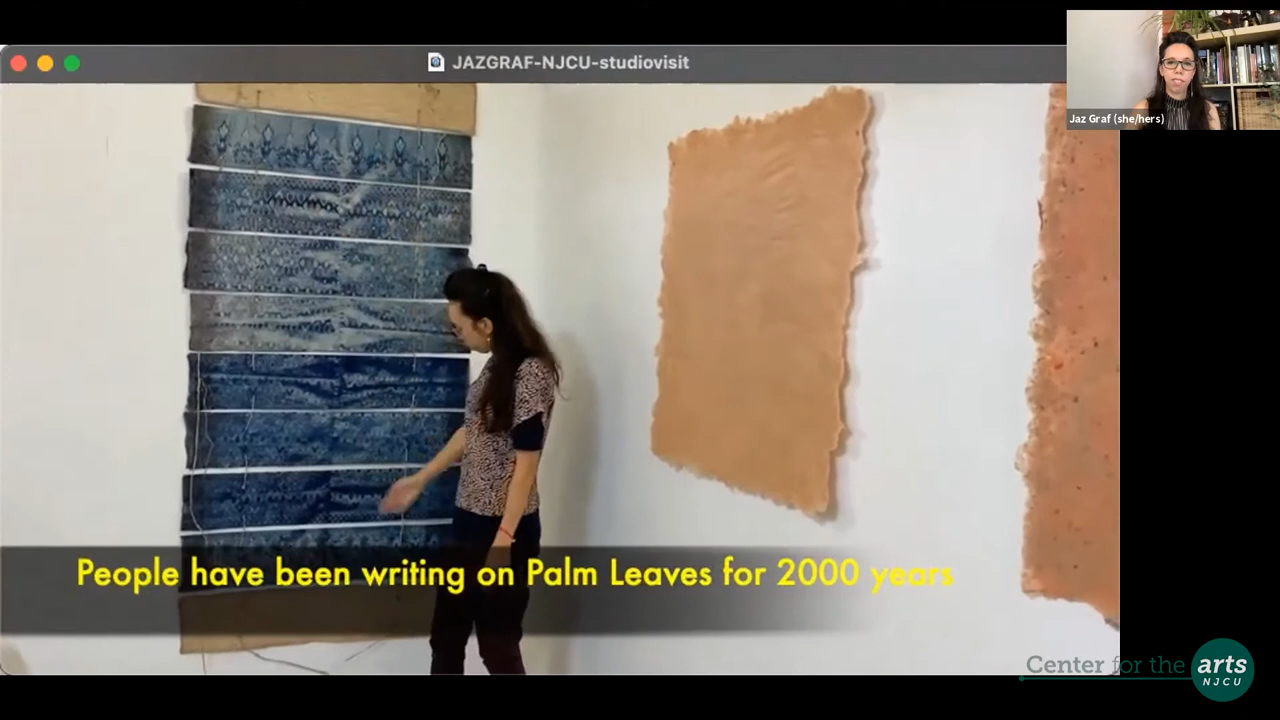 JAZGRAF-NJCU-studiovisit
Jaz Graf (she/hers)
People have been writing on Palm Leaves for 2000 years
Center for the arts
NJCU